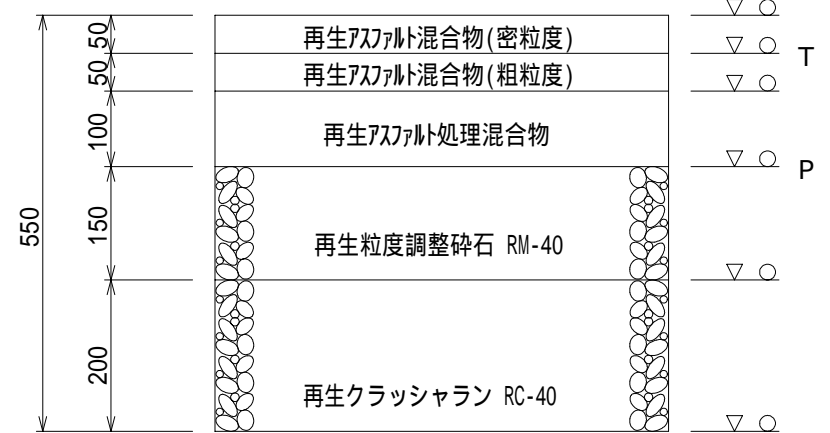 50
再生アスファルト混合物(密粒度)
T
50
再生アスファルト混合物(粗粒度)
100
再生アスファルト処理混合物
P
550
150
再生粒度調整砕石 RM-40
200
再生クラッシャラン RC-40